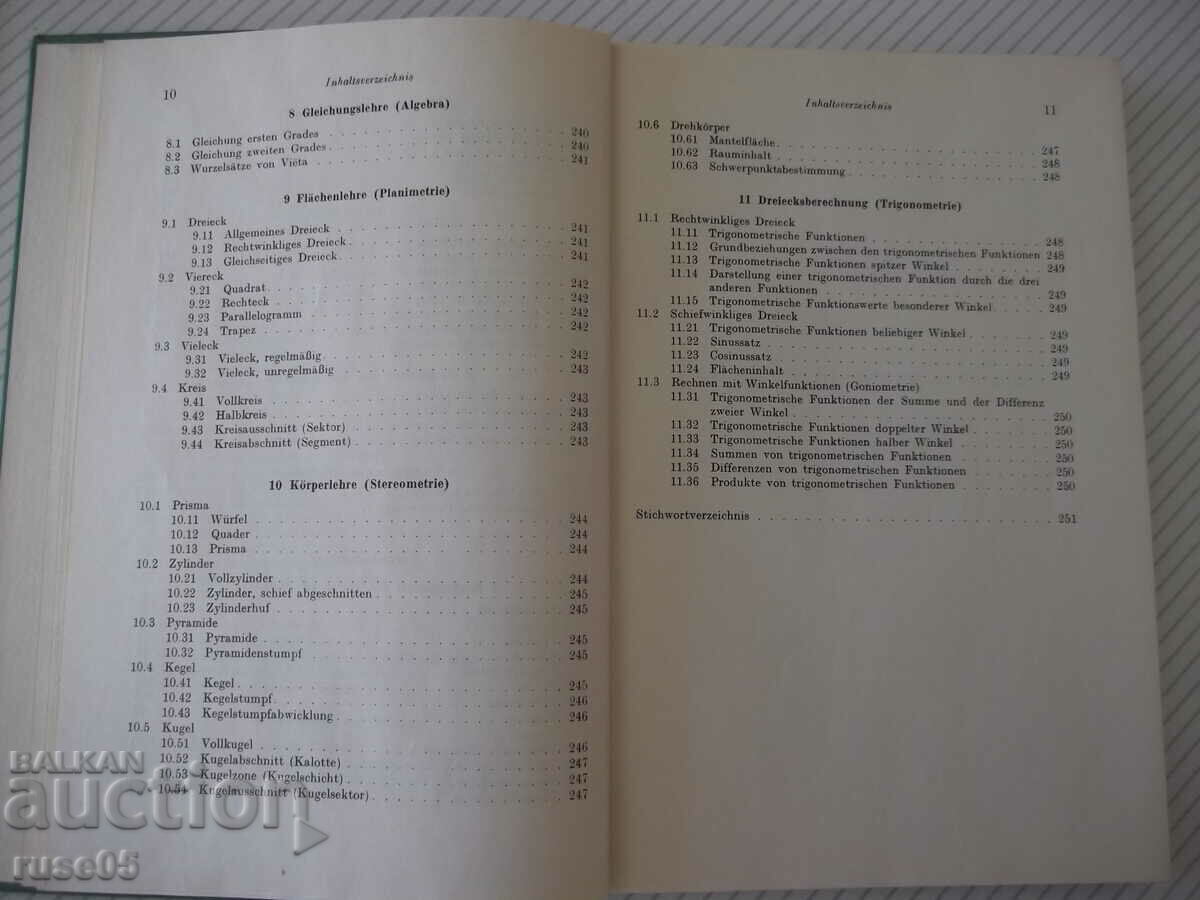 10
Inhaltsverzeichnis
8 Gleichungslehre (Algebra)
8.1 Gleichung ersten Grades . . . 240
8.2 Gleichung zweiten Grades . . . 240
8.3 Wurzelsätze von Viëta . . . 241
9 Flächenlehre (Planimetrie)
9.1 Dreieck
9.11 Allgemeines Dreieck . . . 241
9.12 Rechtwinkliges Dreieck . . . 241
9.13 Gleichseitiges Dreieck . . . 241
9.2 Viereck
9.21 Quadrat . . . 242
9.22 Rechteck . . . 242
9.23 Parallelogramm . . . 242
9.24 Trapez . . . 242
9.3 Vieleck
9.31 Vieleck, regelmäßig . . . 242
9.32 Vieleck, unregelmäßig . . . 243
9.4 Kreis
9.41 Vollkreis . . . 243
9.42 Halbkreis . . . 243
9.43 Kreisausschnitt (Sektor) . . . 243
9.44 Kreisabschnitt (Segment) . . . 243
10 Körperlehre (Stereometrie)
10.1 Prisma
10.11 Würfel . . . 244
10.12 Quader . . . 244
10.13 Prisma . . . 244
10.2 Zylinder
10.21 Vollzylinder . . . 244
10.22 Zylinder, schief abgeschnitten . . . 245
10.23 Zylinderhuf . . . 245
10.3 Pyramide
10.31 Pyramide . . . 245
10.32 Pyramidenstumpf . . . 245
10.4 Kegel
10.41 Kegel . . . 245
10.42 Kegelstumpf . . . 246
10.43 Kegelstumpfabwicklung . . . 246
10.5 Kugel
10.51 Vollkugel . . . 246
10.52 Kugelabschnitt (Kalotte) . . . 247
10.53 Kugelzone (Kugelschicht) . . . 247
10.54 Kugelausschnitt (Kugelsektor) . . . 247
Inhaltsverzeichnis
11
10.6 Drehkörper
10.61 Mantelfläche . . . 247
10.62 Rauminhalt . . . 248
10.63 Schwerpunktsbestimmung . . . 248
11 Dreiecksberechnung (Trigonometrie)
11.1 Rechtwinkliges Dreieck
11.11 Trigonometrische Funktionen . . . 248
11.12 Grundbeziehungen zwischen den trigonometrischen Funktionen 248
11.13 Trigonometrische Funktionen spitzer Winkel . . . 249
11.14 Darstellung einer trigonometrischen Funktion durch die drei
anderen Funktionen . . . 249
11.15 Trigonometrische Funktionswerte besonderer Winkel . . . 249
11.2 Schiefwinkliges Dreieck
11.21 Trigonometrische Funktionen beliebiger Winkel . . . 249
11.22 Sinussatz . . . 249
11.23 Cosinussatz . . . 249
11.24 Flächeninhalt . . . 249
11.3 Rechnen mit Winkelfunktionen (Goniometrie)
11.31 Trigonometrische Funktionen der Summe und der Differenz
zweier Winkel . . . 250
11.32 Trigonometrische Funktionen doppelter Winkel . . . 250
11.33 Trigonometrische Funktionen halber Winkel . . . 250
11.34 Summen von trigonometrischen Funktionen . . . 250
11.35 Differenzen von trigonometrischen Funktionen . . . 250
11.36 Produkte von trigonometrischen Funktionen . . . 250
Stichwortverzeichnis . . . 251
BALKAN
auction
ruse05